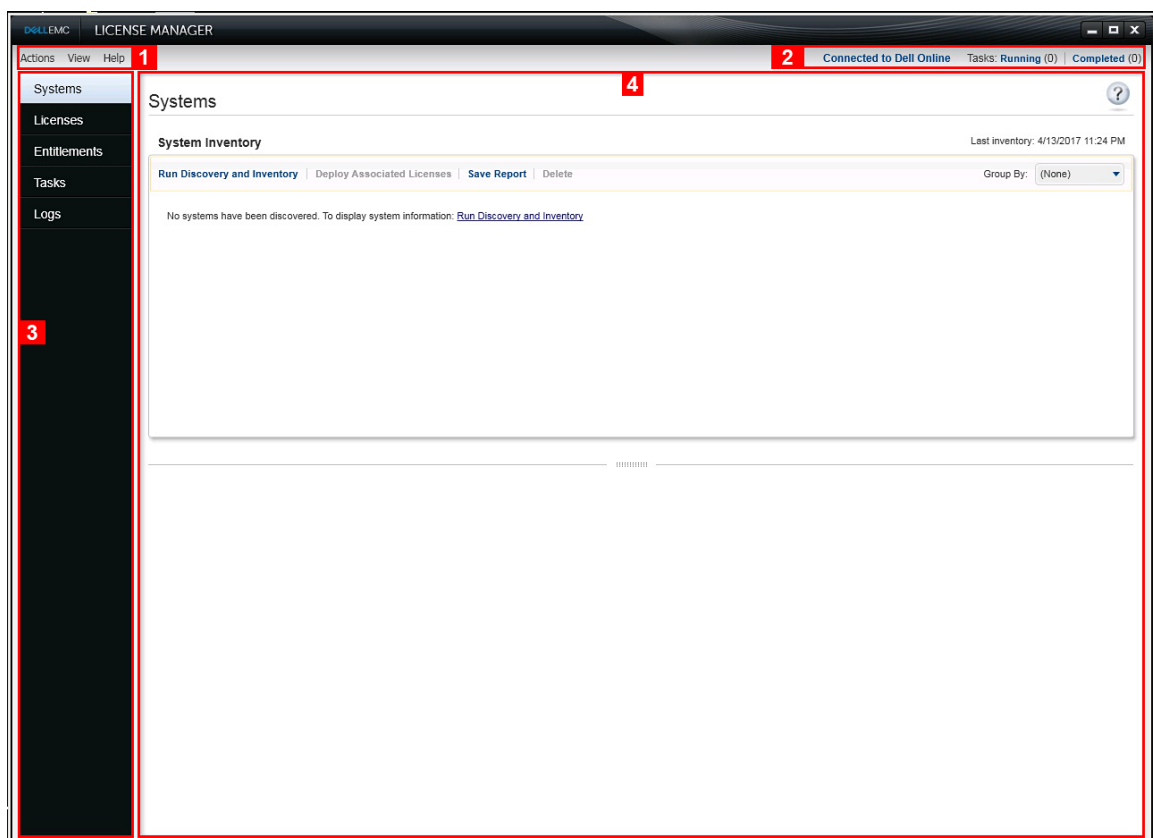 DELLEMC LICENSE MANAGER
Actions View Help 1 2 Connected to Dell Online Tasks: Running (0) | Completed (0)
4
Systems
Licenses
Entitlements
Tasks
Logs
3
Systems
?
System Inventory Last inventory: 4/13/2017 11:24 PM
Run Discovery and Inventory | Deploy Associated Licenses | Save Report | Delete Group By: (None)
No systems have been discovered. To display system information: Run Discovery and Inventory